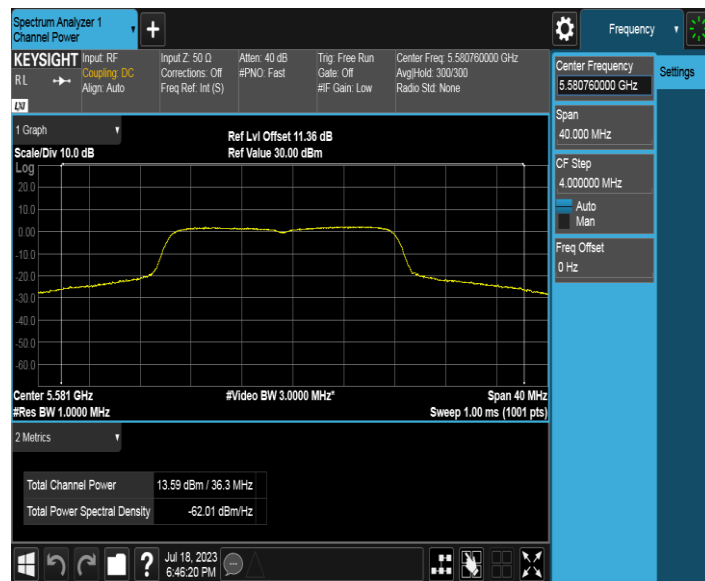 Spectrum Analyzer 1
Channel Power
+
Frequency
KEYSIGHT
RL
LXI
Input: RF
Coupling: DC
Align: Auto
Input Z: 50 Ω
Corrections: Off
Freq Ref: Int (S)
Atten: 40 dB
#PNO: Fast
Trig: Free Run
Gate: Off
#IF Gain: Low
Center Freq: 5.580760000 GHz
Avg|Hold: 300/300
Radio Std: None
Center Frequency
5.580760000 GHz
Settings
Span
40.000 MHz
CF Step
4.000000 MHz
Auto
Man
Freq Offset
0 Hz
1 Graph
Scale/Div 10.0 dB
Ref Lvl Offset 11.36 dB
Ref Value 30.00 dBm
Log
20.0
10.0
0.00
-10.0
-20.0
-30.0
-40.0
-50.0
-60.0
Center 5.581 GHz
#Video BW 3.0000 MHz*
Span 40 MHz
#Res BW 1.0000 MHz
Sweep 1.00 ms (1001 pts)
2 Metrics
Total Channel Power 13.59 dBm / 36.3 MHz
Total Power Spectral Density -62.01 dBm/Hz
?
Jul 18, 2023
6:46:20 PM